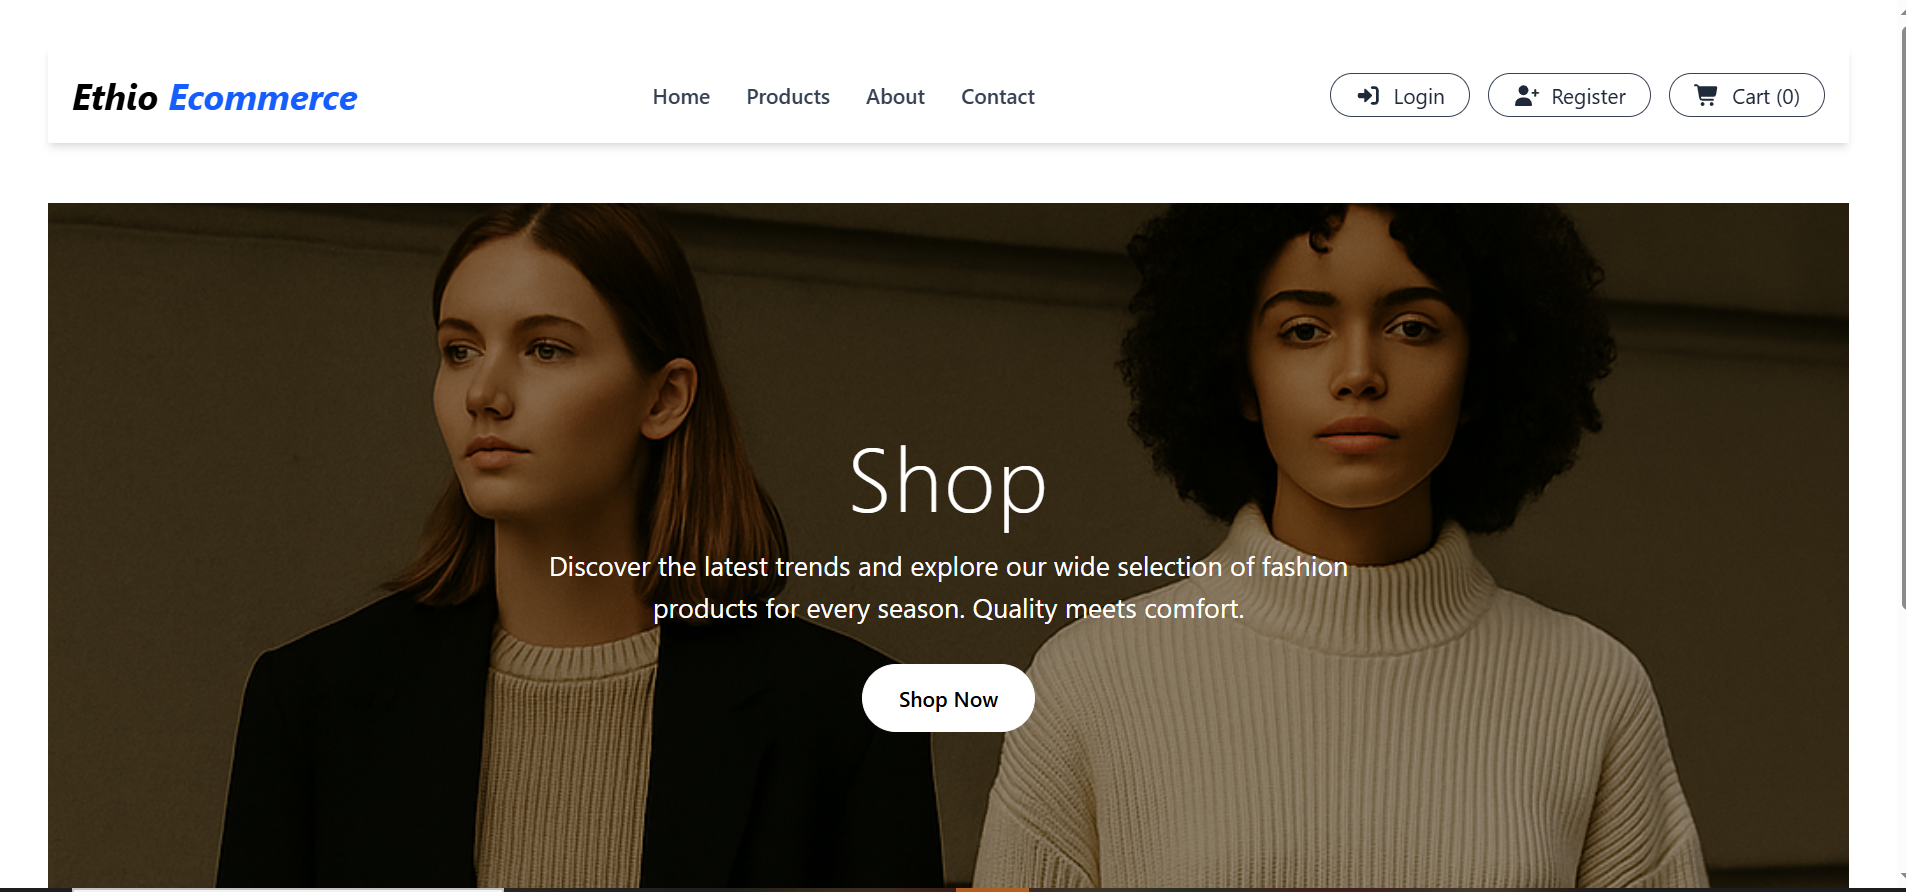 Ethio Ecommerce
Home
Products
About
Contact
Login
Register
Cart (0)
Shop
Discover the latest trends and explore our wide selection of fashion
products for every season. Quality meets comfort.
Shop Now